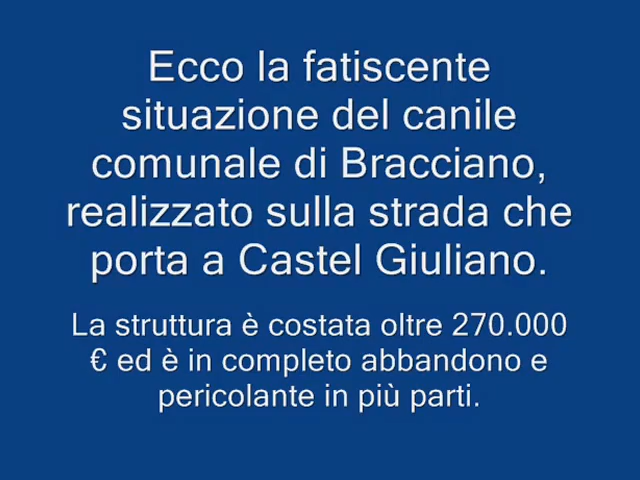 Ecco la fatiscente
situazione del canile
comunale di Bracciano,
realizzato sulla strada che
porta a Castel Giuliano.
La struttura è costata oltre 270.000
€ ed è in completo abbandono e
pericolante in più parti.